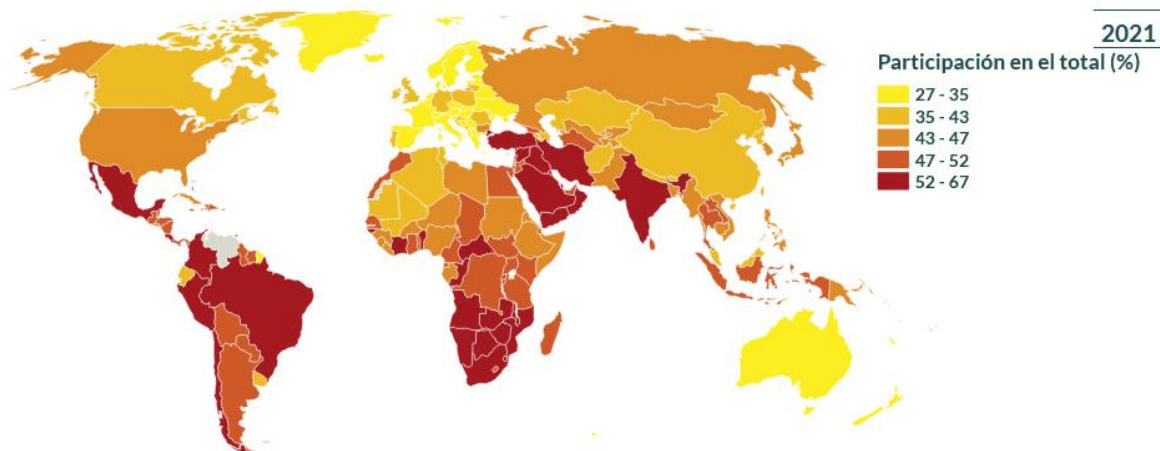 2021
Participación en el total (%)
27 - 35
35 - 43
43 - 47
47 - 52
52 - 67